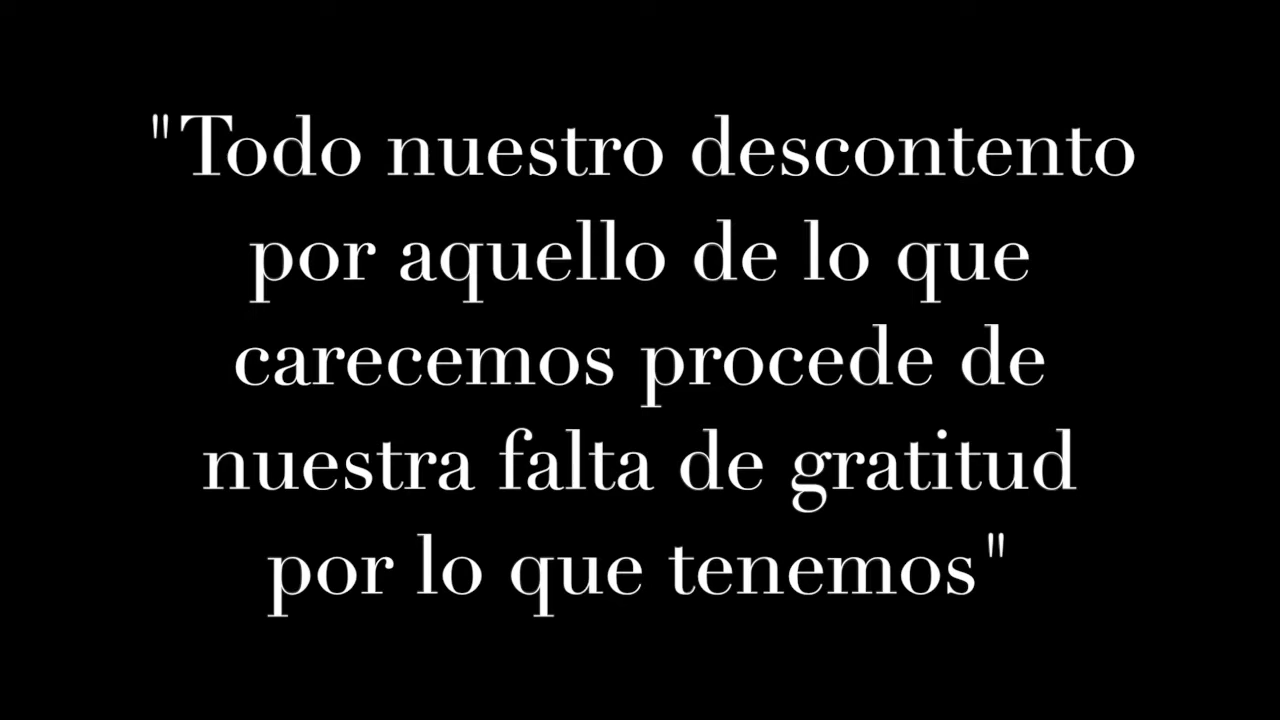 "Todo nuestro descontento
por aquello de lo que
carecemos procede de
nuestra falta de gratitud
por lo que tenemos"